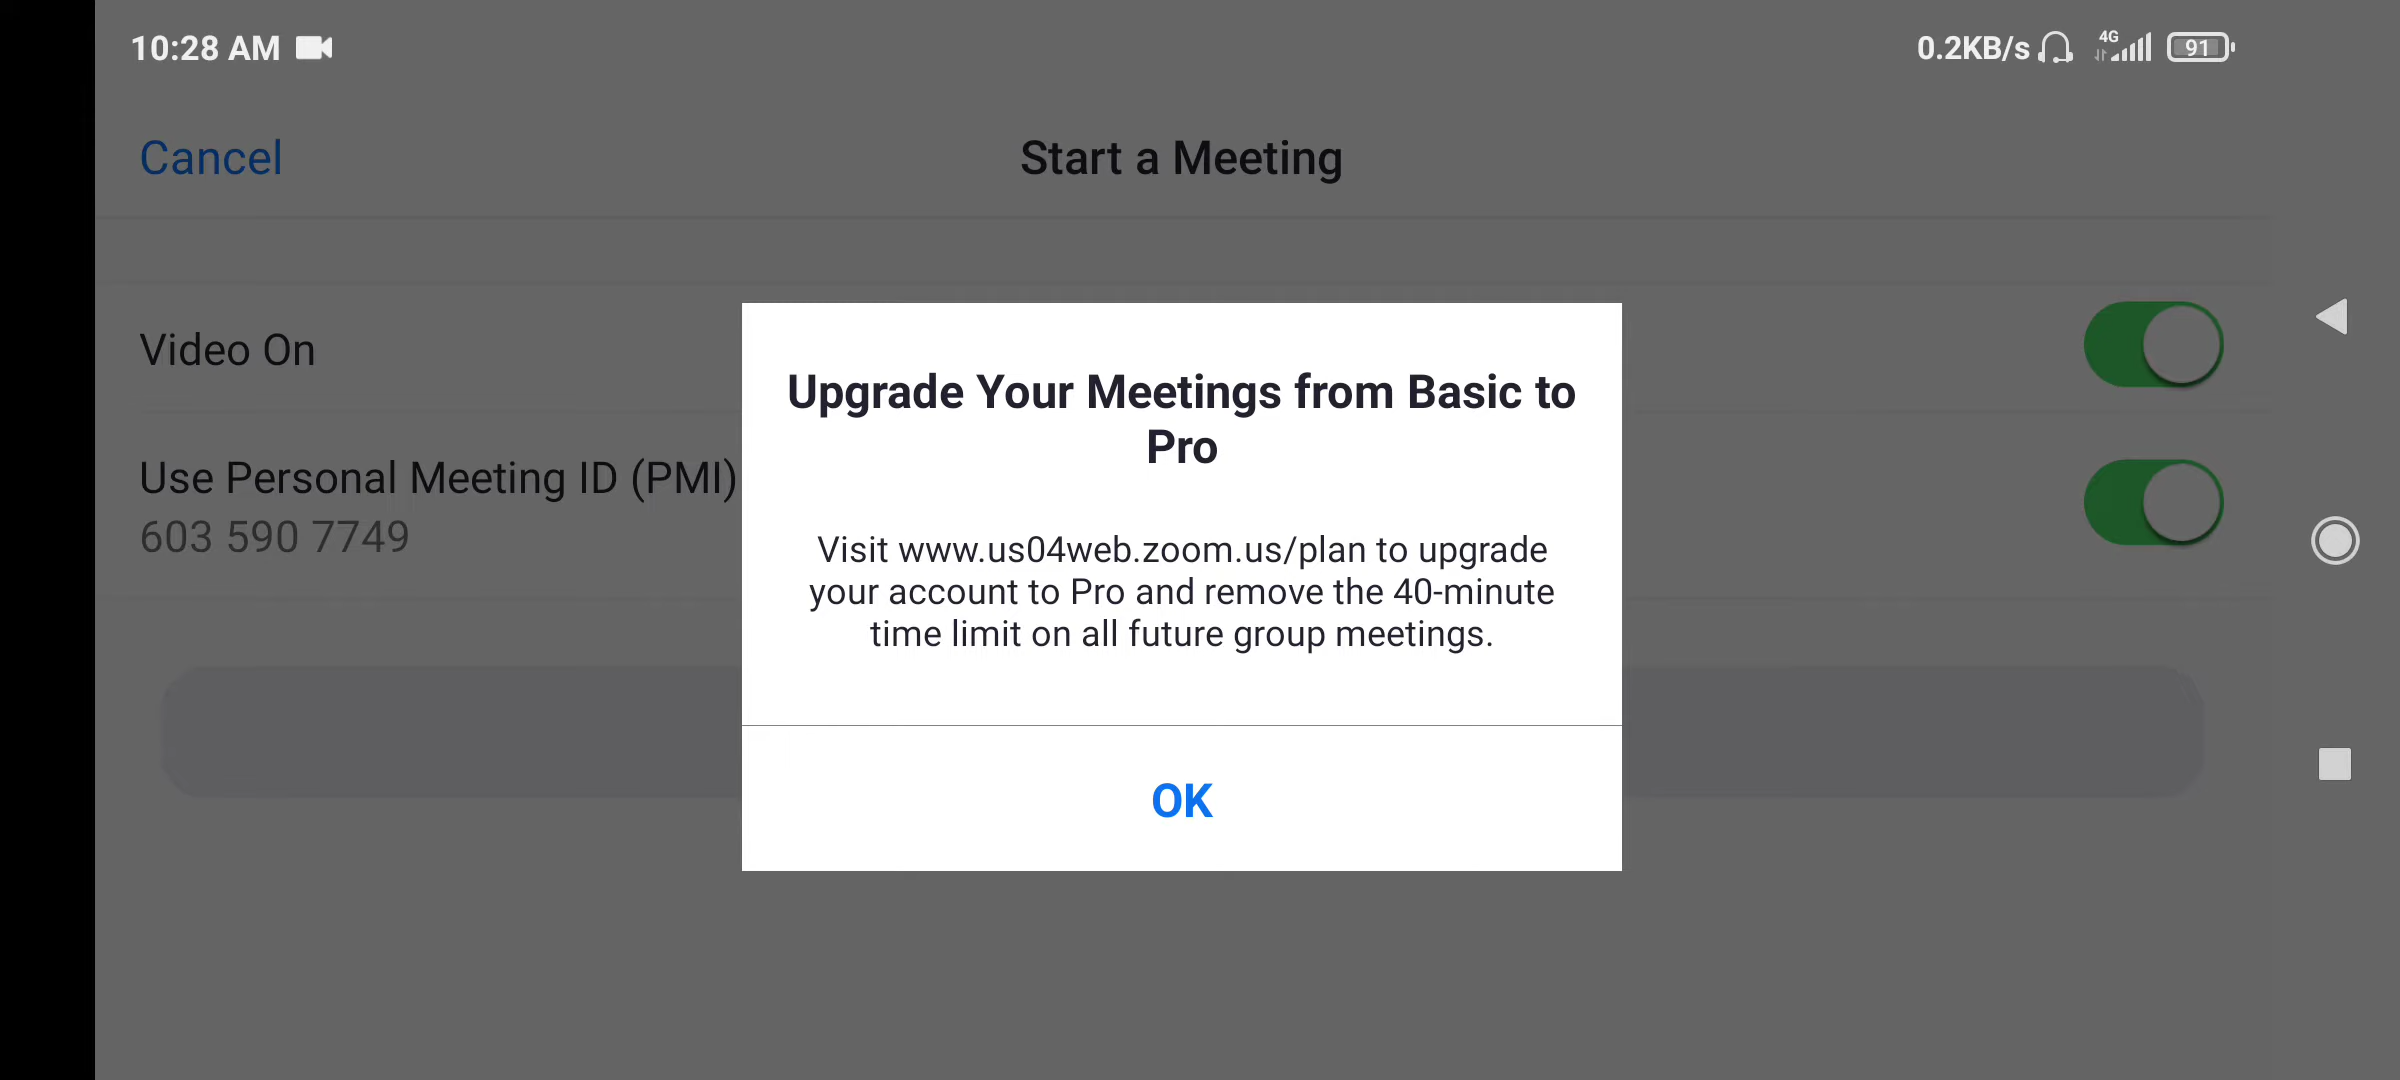 10:28 AM
0.2KB/s 4G 91
Cancel
Start a Meeting
Video On
Use Personal Meeting ID (PMI)
603 590 7749
Upgrade Your Meetings from Basic to
Pro
Visit www.us04web.zoom.us/plan to upgrade
your account to Pro and remove the 40-minute
time limit on all future group meetings.
OK